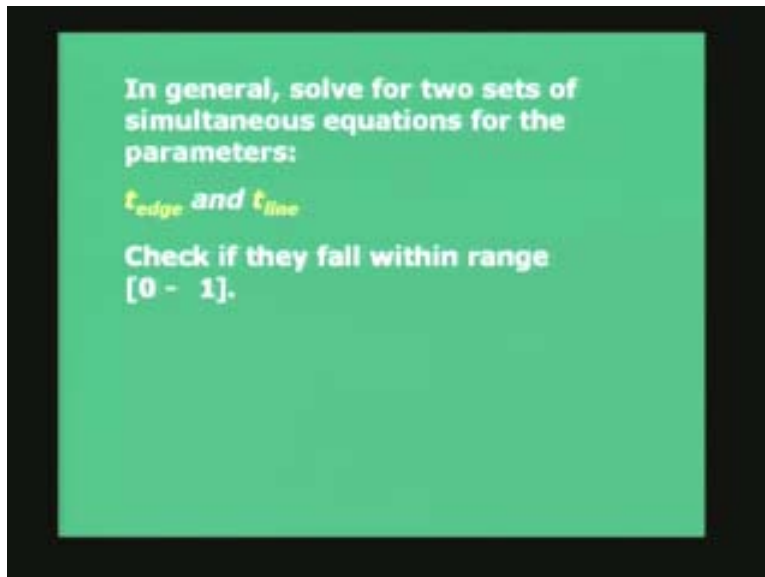 In general, solve for two sets of
simultaneous equations for the
parameters:
t_edge and t_line
Check if they fall within range
[0 - 1].